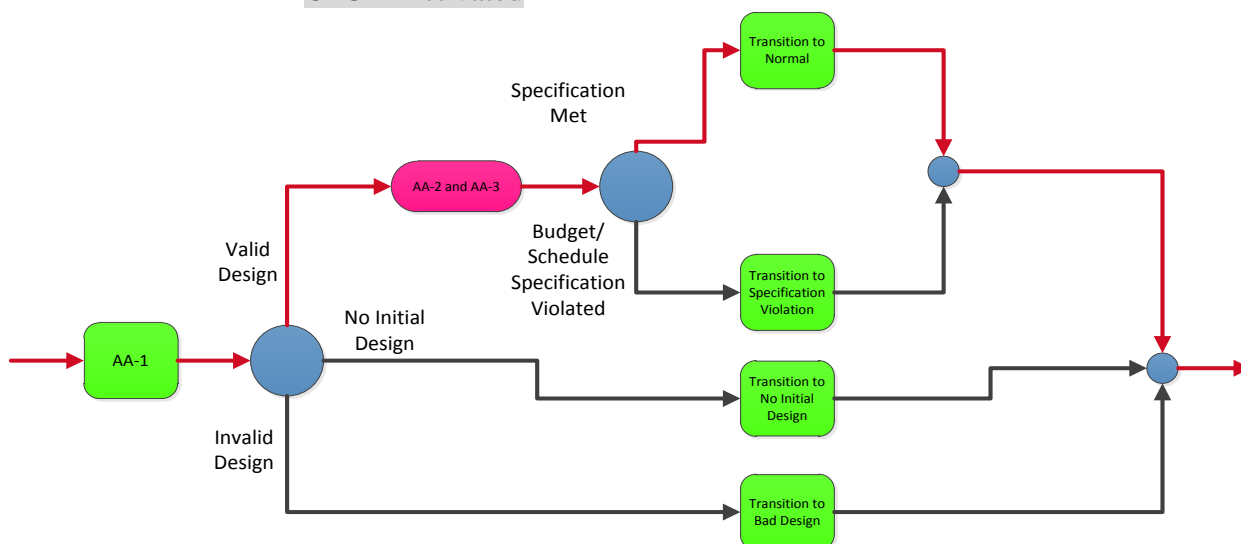 Transition to
Normal
Specification
Met
AA-2 and AA-3
Budget/
Schedule
Specification
Violated
Valid
Design
Transition to
Specification
Violation
No Initial
Design
AA-1
Transition to
No Initial
Design
Invalid
Design
Transition to
Bad Design